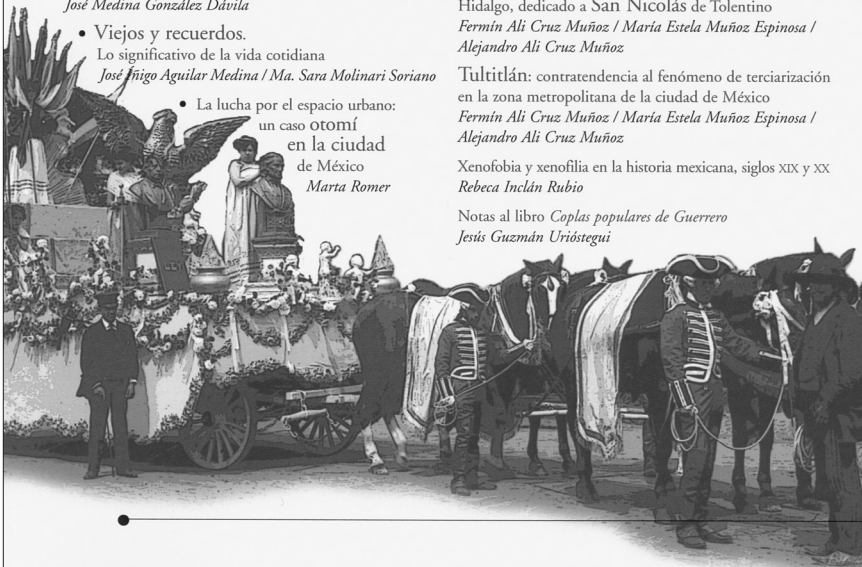 José Medina González Dávila
• Viejos y recuerdos.
Lo significativo de la vida cotidiana
José Íñigo Aguilar Medina / Ma. Sara Molinari Soriano
• La lucha por el espacio urbano:
un caso otomí
en la ciudad
de México
Marta Romer
Hidalgo, dedicado a San Nicolás de Tolentino
Fermín Ali Cruz Muñoz / María Estela Muñoz Espinosa /
Alejandro Ali Cruz Muñoz
Tultitlán: contratendencia al fenómeno de terciarización
en la zona metropolitana de la ciudad de México
Fermín Ali Cruz Muñoz / María Estela Muñoz Espinosa /
Alejandro Ali Cruz Muñoz
Xenofobia y xenofilia en la historia mexicana, siglos XIX y XX
Rebeca Inclán Rubio
Notas al libro Coplas populares de Guerrero
Jesús Guzmán Urióstegui